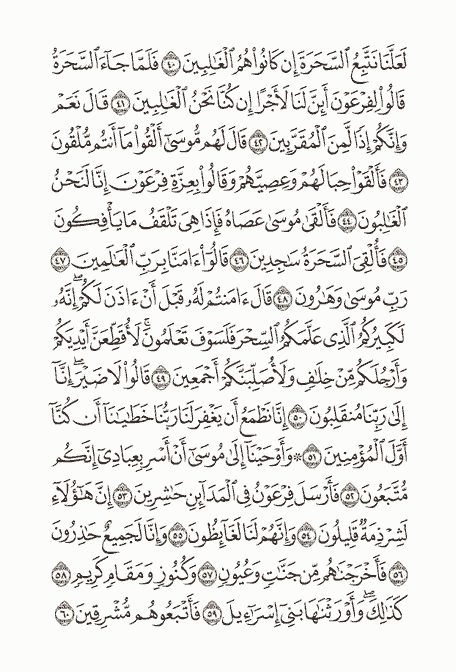 لَعَلَّنَا نَتَّبِعُ ٱلسَّحَرَةَ إِن كَانُوا۟ هُمُ ٱلْغَٰلِبِينَ ٤٠ فَلَمَّا جَآءَ ٱلسَّحَرَةُ
قَالُوا۟ لِفِرْعَوْنَ أَئِنَّ لَنَا لَأَجْرًا إِن كُنَّا نَحْنُ ٱلْغَٰلِبِينَ ٤١ قَالَ نَعَمْ
وَإِنَّكُمْ إِذًا لَّمِنَ ٱلْمُقَرَّبِينَ ٤٢ قَالَ لَهُم مُّوسَىٰٓ أَلْقُوا۟ مَآ أَنتُم مُّلْقُونَ
٤٣ فَأَلْقَوْا۟ حِبَالَهُمْ وَعِصِيَّهُمْ وَقَالُوا۟ بِعِزَّةِ فِرْعَوْنَ إِنَّا لَنَحْنُ
ٱلْغَٰلِبُونَ ٤٤ فَأَلْقَىٰ مُوسَىٰ عَصَاهُ فَإِذَا هِىَ تَلْقَفُ مَا يَأْفِكُونَ
٤٥ فَأُلْقِىَ ٱلسَّحَرَةُ سَٰجِدِينَ ٤٦ قَالُوٓا۟ ءَامَنَّا بِرَبِّ ٱلْعَٰلَمِينَ ٤٧
رَبِّ مُوسَىٰ وَهَٰرُونَ ٤٨ قَالَ ءَامَنتُمْ لَهُۥ قَبْلَ أَنْ ءَاذَنَ لَكُمْ ۖ إِنَّهُۥ
لَكَبِيرُكُمُ ٱلَّذِى عَلَّمَكُمُ ٱلسِّحْرَ فَلَسَوْفَ تَعْلَمُونَ ۚ لَأُقَطِّعَنَّ أَيْدِيَكُمْ
وَأَرْجُلَكُم مِّنْ خِلَٰفٍ وَلَأُصَلِّبَنَّكُمْ أَجْمَعِينَ ٤٩ قَالُوا۟ لَا ضَيْرَ ۖ إِنَّآ
إِلَىٰ رَبِّنَا مُنقَلِبُونَ ٥٠ إِنَّا نَطْمَعُ أَن يَغْفِرَ لَنَا رَبُّنَا خَطَٰيَٰنَآ أَن كُنَّآ
أَوَّلَ ٱلْمُؤْمِنِينَ ٥١ ۞ وَأَوْحَيْنَآ إِلَىٰ مُوسَىٰٓ أَنْ أَسْرِ بِعِبَادِىٓ إِنَّكُم
مُّتَّبَعُونَ ٥٢ فَأَرْسَلَ فِرْعَوْنُ فِى ٱلْمَدَآئِنِ حَٰشِرِينَ ٥٣ إِنَّ هَٰٓؤُلَآءِ
لَشِرْذِمَةٌ قَلِيلُونَ ٥٤ وَإِنَّهُمْ لَنَا لَغَآئِظُونَ ٥٥ وَإِنَّا لَجَمِيعٌ حَٰذِرُونَ
٥٦ فَأَخْرَجْنَٰهُم مِّن جَنَّٰتٍ وَعُيُونٍ ٥٧ وَكُنُوزٍ وَمَقَامٍ كَرِيمٍ ٥٨
كَذَٰلِكَ ۖ وَأَوْرَثْنَٰهَا بَنِىٓ إِسْرَٰٓءِيلَ ٥٩ فَأَتْبَعُوهُم مُّشْرِقِينَ ٦٠